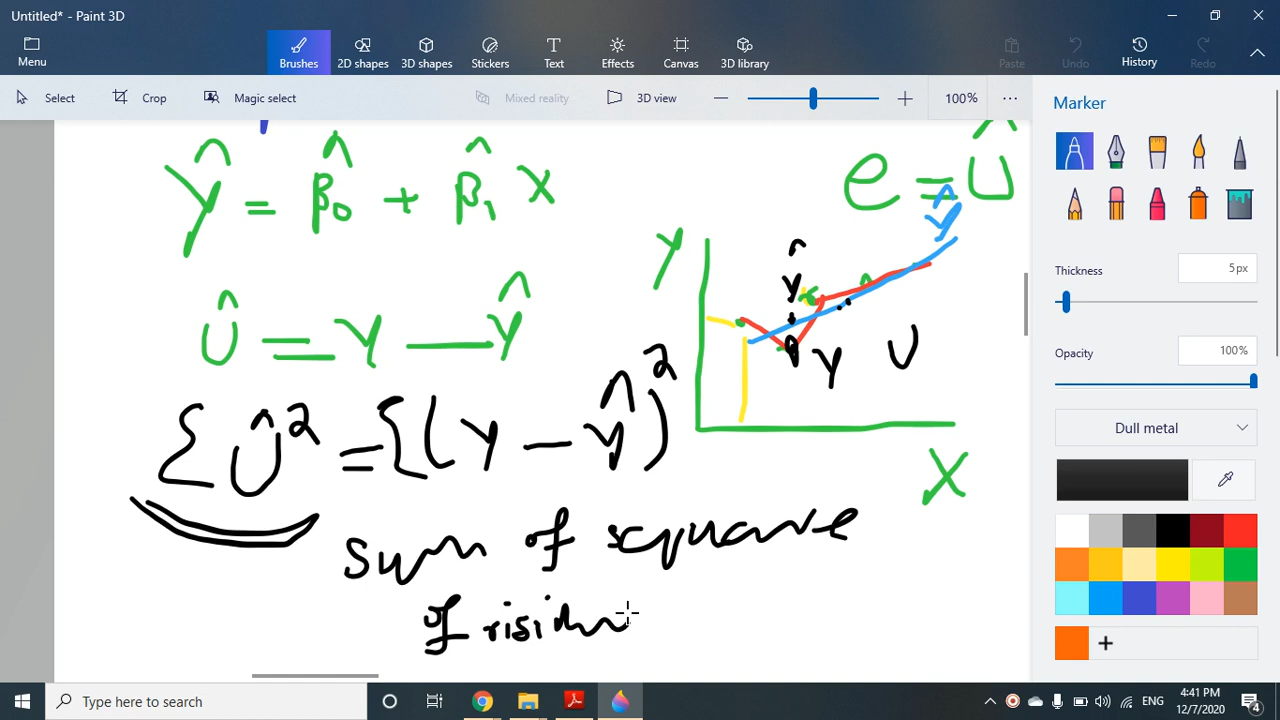 Untitled* - Paint 3D
Menu
Brushes
2D shapes
3D shapes
Stickers
Text
Effects
Canvas
3D library
Paste
Undo
History
Redo
Select
Crop
Magic select
Mixed reality
3D view
100%
Marker
Thickness
5px
Opacity
100%
Dull metal
Ŷ = β̂0 + β̂1 X
e = Û
Y
Ŷ
ŷ
y
U
X
Û = Y — Ŷ
Σ Û² = Σ(Y - Ŷ)²
sum of square
of risidu
Type here to search
ENG
4:41 PM
12/7/2020
4